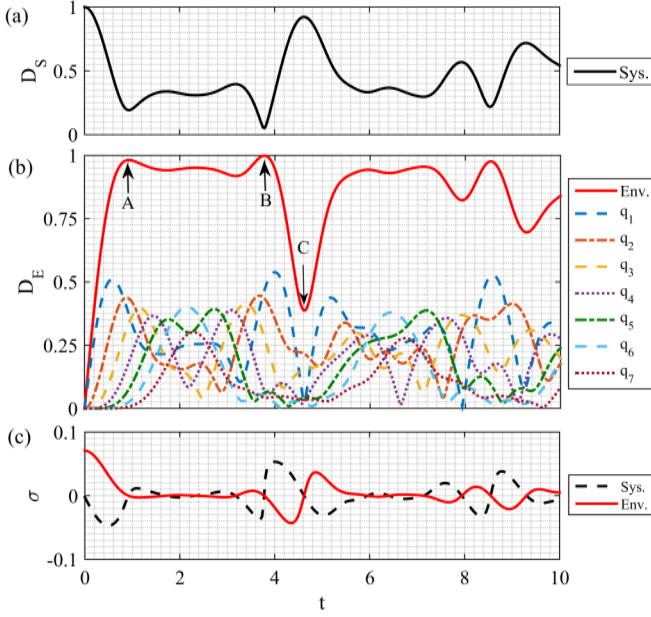 (a)
1
0.5
0
D_S
Sys.
(b)
1
0.75
0.5
0.25
0
D_E
A
B
C
Env.
q_1
q_2
q_3
q_4
q_5
q_6
q_7
(c)
0.1
0
-0.1
σ
Sys.
Env.
0 2 4 6 8 10
t